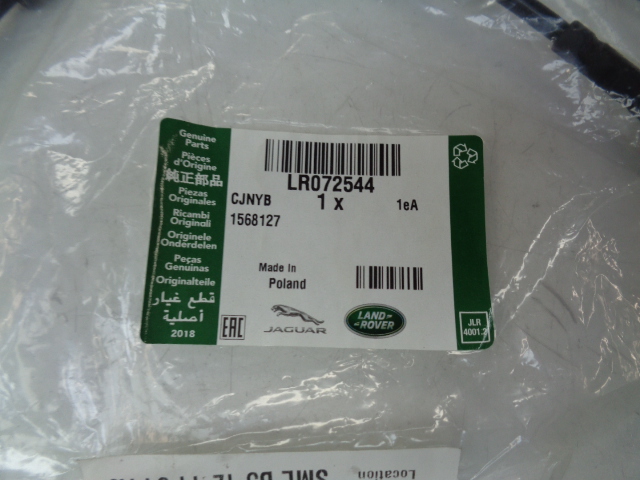 Genuine
Parts
Pièces
d'Origine
純正部品
Piezas
Originales
Ricambi
Originali
Originele
Onderdelen
Peças
Genuínas
Originalteile
قطع غيار
أصلية
2018
LR072544
CJNYB
1 x
1eA
1568127
Made In
Poland
EAC
JAGUAR
LAND-
-ROVER
JLR
4001.2
Location